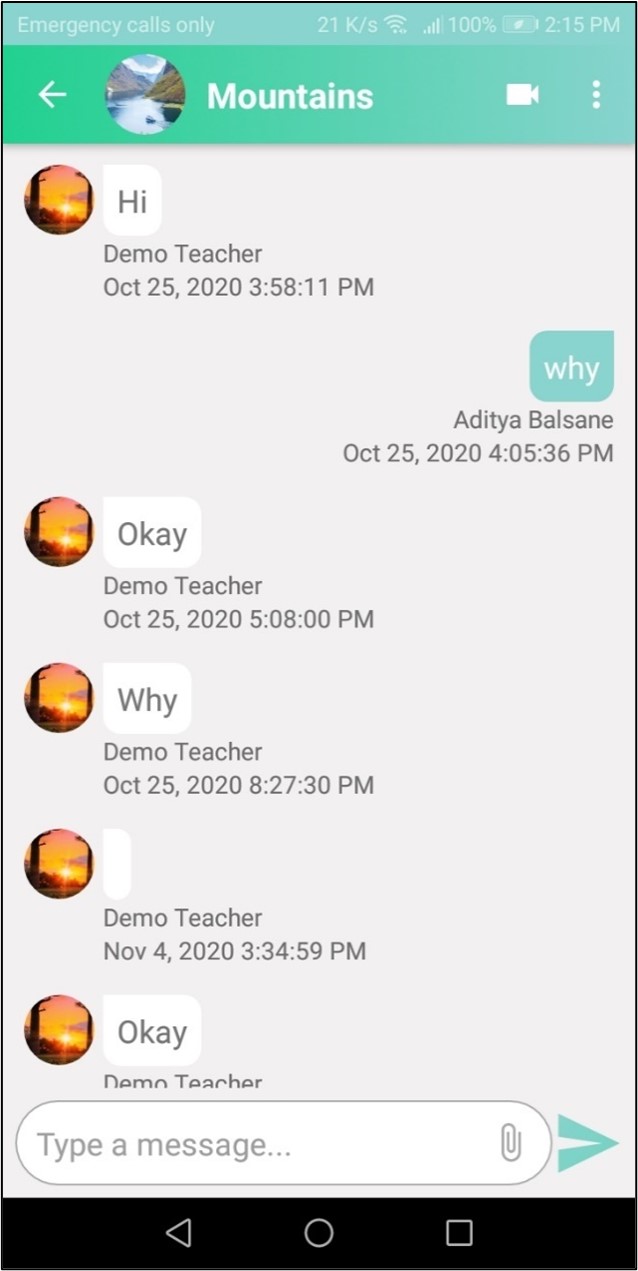 Emergency calls only 21 K/s 100% 2:15 PM
Mountains
Hi
Demo Teacher
Oct 25, 2020 3:58:11 PM
why
Aditya Balsane
Oct 25, 2020 4:05:36 PM
Okay
Demo Teacher
Oct 25, 2020 5:08:00 PM
Why
Demo Teacher
Oct 25, 2020 8:27:30 PM
Demo Teacher
Nov 4, 2020 3:34:59 PM
Okay
Demo Teacher
Type a message...